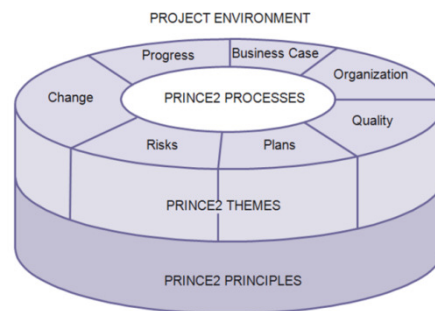 PROJECT ENVIRONMENT
Progress
Business Case
Organization
Change
PRINCE2 PROCESSES
Quality
Risks
Plans
PRINCE2 THEMES
PRINCE2 PRINCIPLES